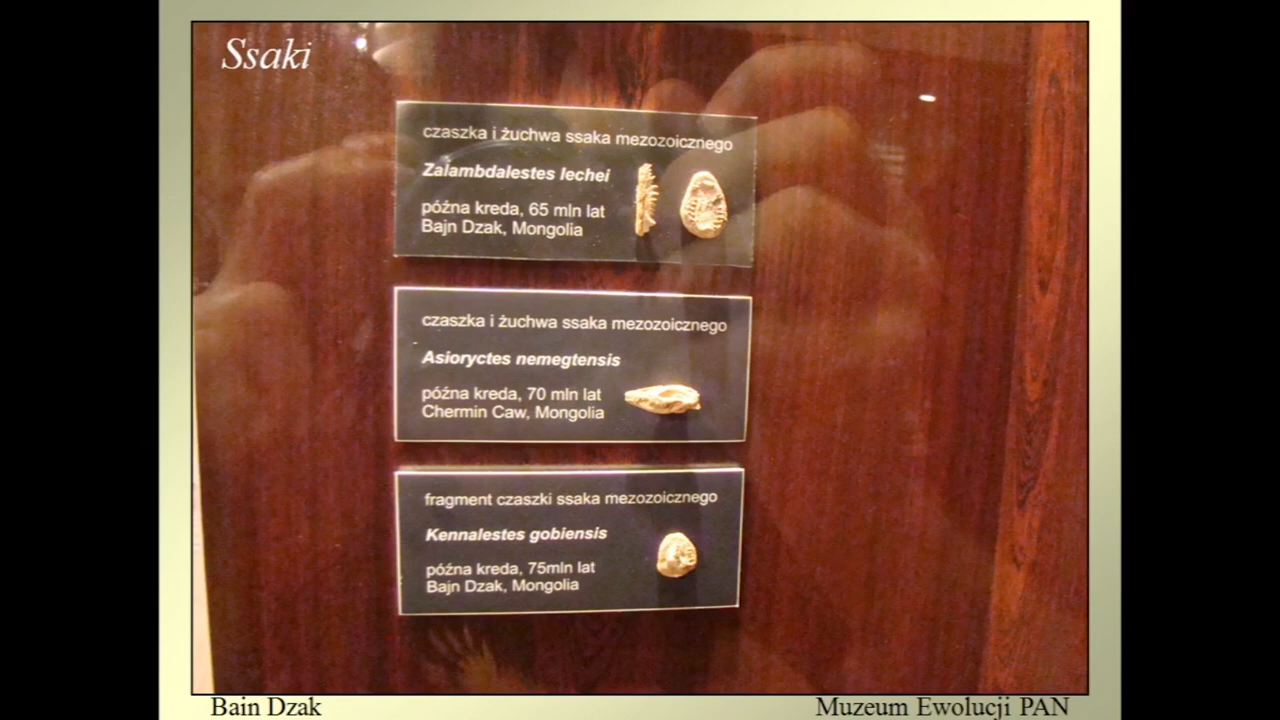 Ssaki
czaszka i żuchwa ssaka mezozoicznego
Zalambdalestes lechei
późna kreda, 65 mln lat
Bajn Dzak, Mongolia
czaszka i żuchwa ssaka mezozoicznego
Asioryctes nemegtensis
późna kreda, 70 mln lat
Chermin Caw, Mongolia
fragment czaszki ssaka mezozoicznego
Kennalestes gobiensis
późna kreda, 75mln lat
Bajn Dzak, Mongolia
Bain Dzak
Muzeum Ewolucji PAN